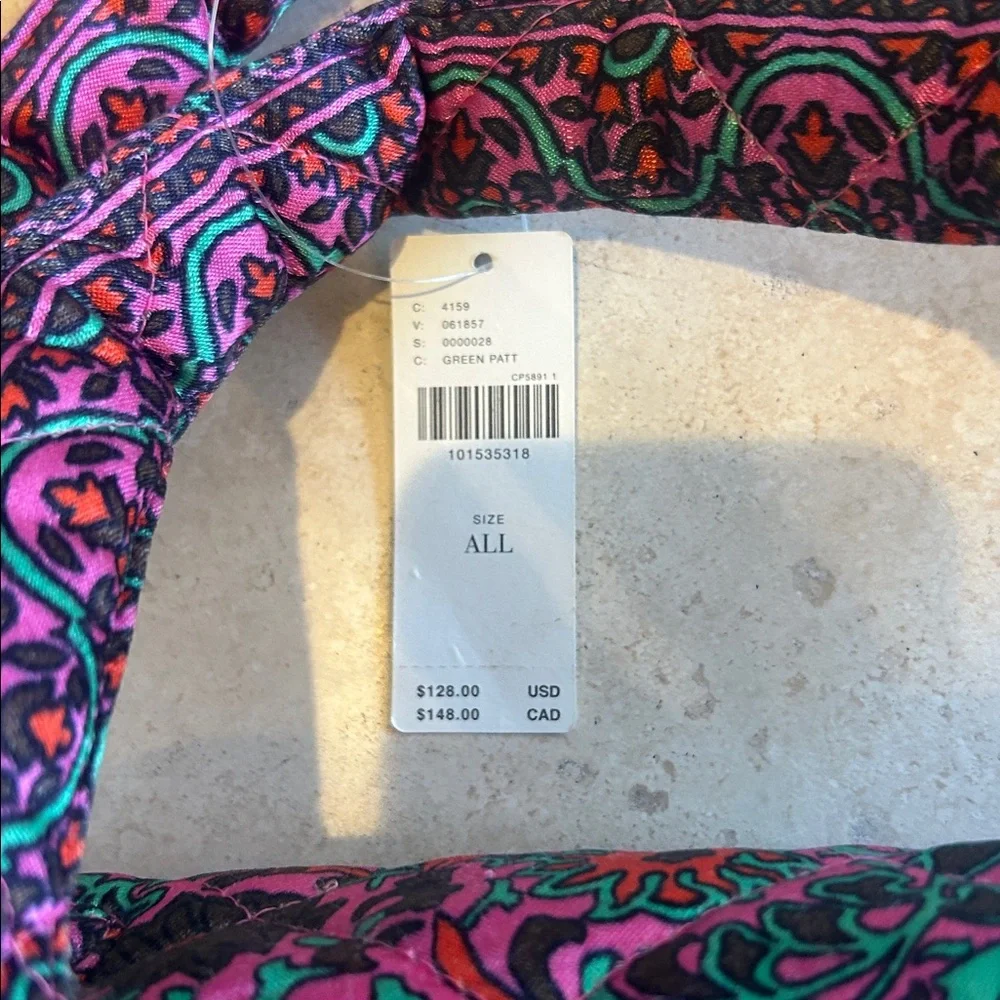 C: 4159
V: 061857
S: 0000028
C: GREEN PATT
CP5891 1
101535318
SIZE
ALL
$128.00 USD
$148.00 CAD